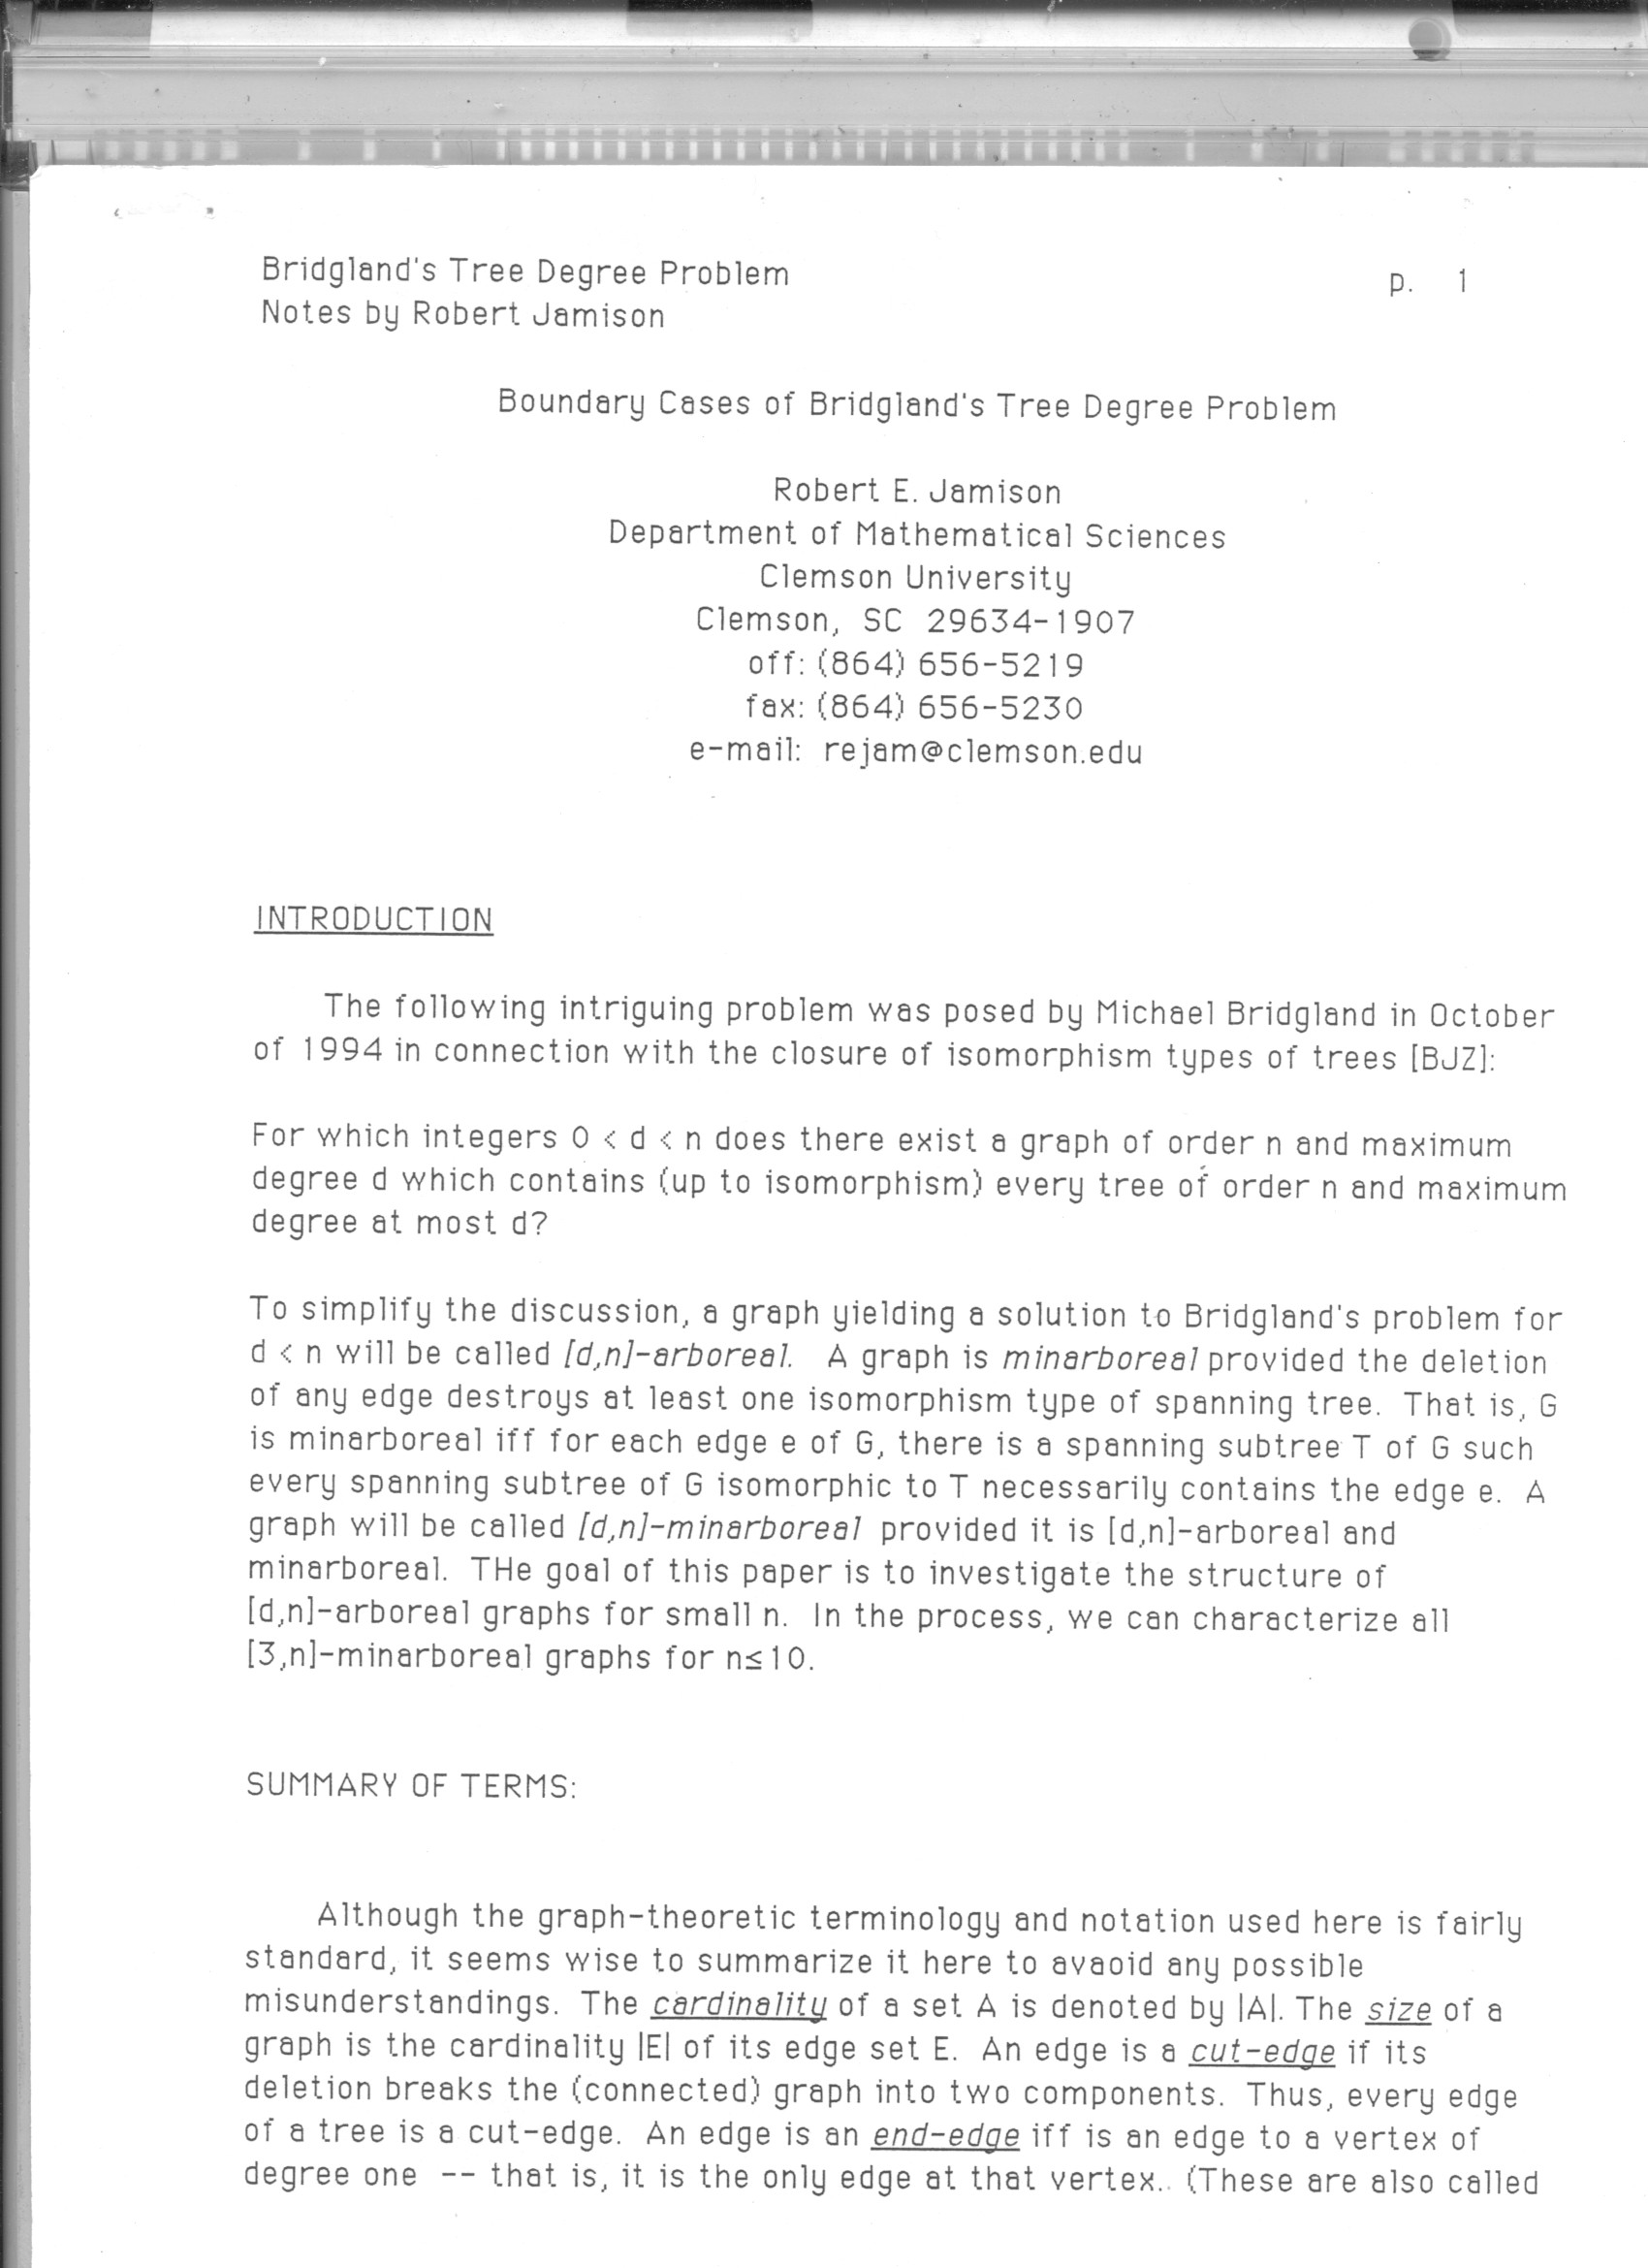 Bridgland's Tree Degree Problem p. 1
Notes by Robert Jamison
Boundary Cases of Bridgland's Tree Degree Problem
Robert E. Jamison
Department of Mathematical Sciences
Clemson University
Clemson, SC 29634-1907
off: (864) 656-5219
fax: (864) 656-5230
e-mail: rejam@clemson.edu
INTRODUCTION
The following intriguing problem was posed by Michael Bridgland in October
of 1994 in connection with the closure of isomorphism types of trees [BJZ]:
For which integers 0 < d < n does there exist a graph of order n and maximum
degree d which contains (up to isomorphism) every tree of order n and maximum
degree at most d?
To simplify the discussion, a graph yielding a solution to Bridgland's problem for
d < n will be called [d,n]-arboreal. A graph is minarboreal provided the deletion
of any edge destroys at least one isomorphism type of spanning tree. That is, G
is minarboreal iff for each edge e of G, there is a spanning subtree T of G such
every spanning subtree of G isomorphic to T necessarily contains the edge e. A
graph will be called [d,n]-minarboreal provided it is [d,n]-arboreal and
minarboreal. THe goal of this paper is to investigate the structure of
[d,n]-arboreal graphs for small n. In the process, we can characterize all
[3,n]-minarboreal graphs for n≤10.
SUMMARY OF TERMS:
Although the graph-theoretic terminology and notation used here is fairly
standard, it seems wise to summarize it here to avaoid any possible
misunderstandings. The cardinality of a set A is denoted by |A|. The size of a
graph is the cardinality |E| of its edge set E. An edge is a cut-edge if its
deletion breaks the (connected) graph into two components. Thus, every edge
of a tree is a cut-edge. An edge is an end-edge iff is an edge to a vertex of
degree one -- that is, it is the only edge at that vertex.. (These are also called